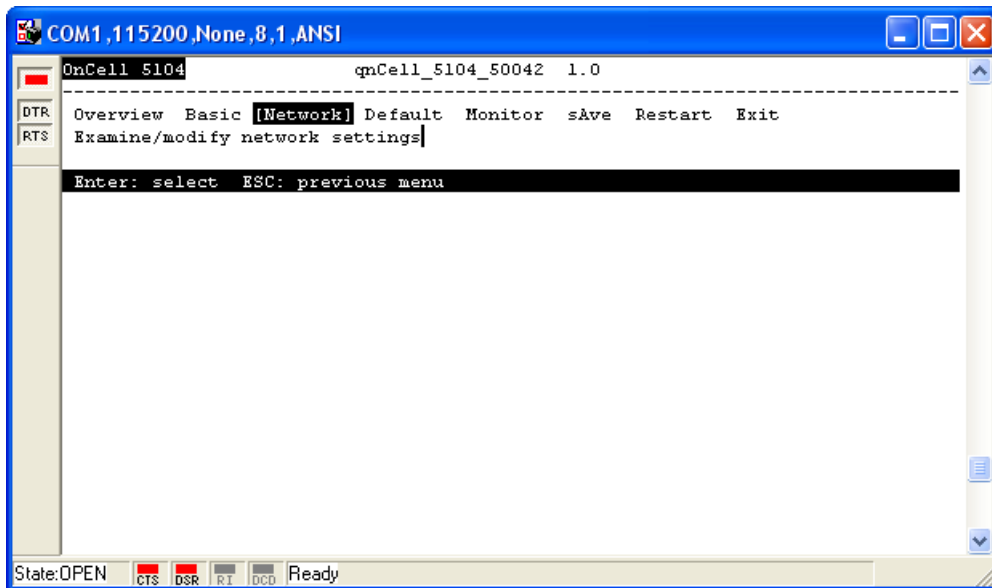 COM1,115200,None,8,1,ANSI
OnCell 5104 qnCell_5104_50042 1.0
--------------------------------------------------------------------------------
DTR
RTS
Overview Basic [Network] Default Monitor sAve Restart Exit
Examine/modify network settings
Enter: select ESC: previous menu
State:OPEN CTS DSR RI DCD Ready